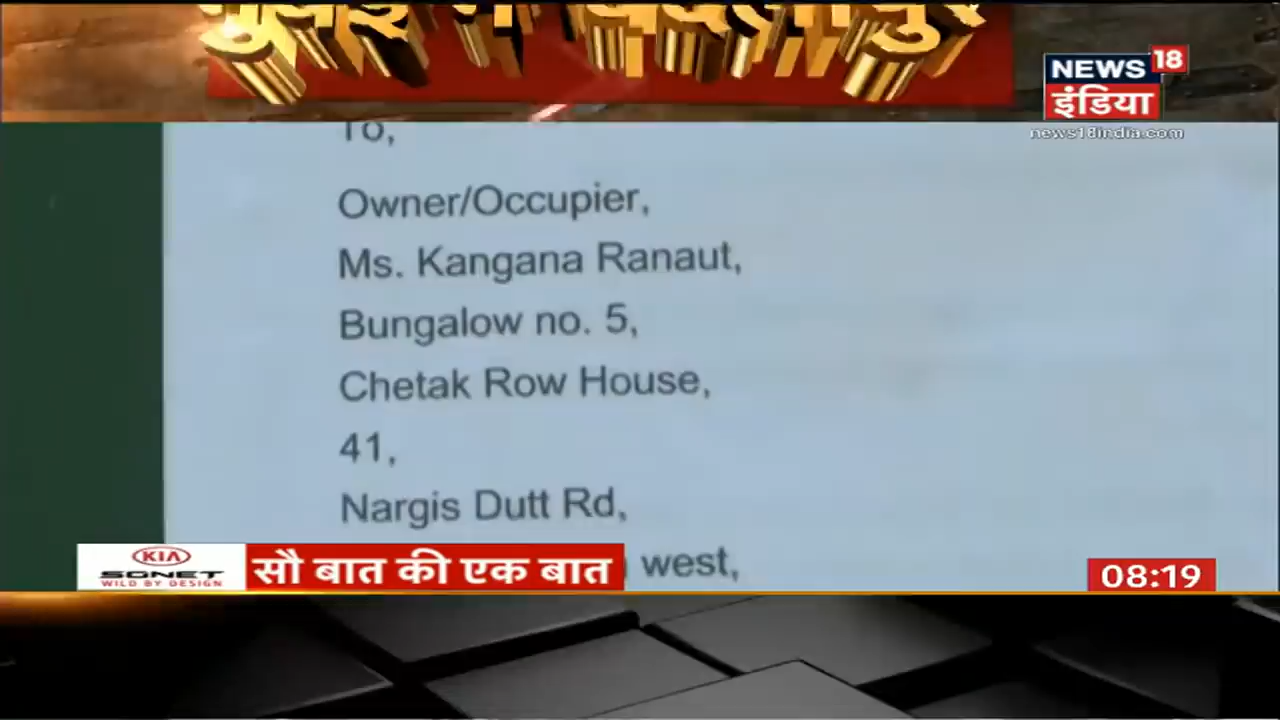 NEWS 18
इंडिया
news18india.com
To,
Owner/Occupier,
Ms. Kangana Ranaut,
Bungalow no. 5,
Chetak Row House,
41,
Nargis Dutt Rd,
west,
KIA
SONET
WILD BY DESIGN
सौ बात की एक बात
08:19